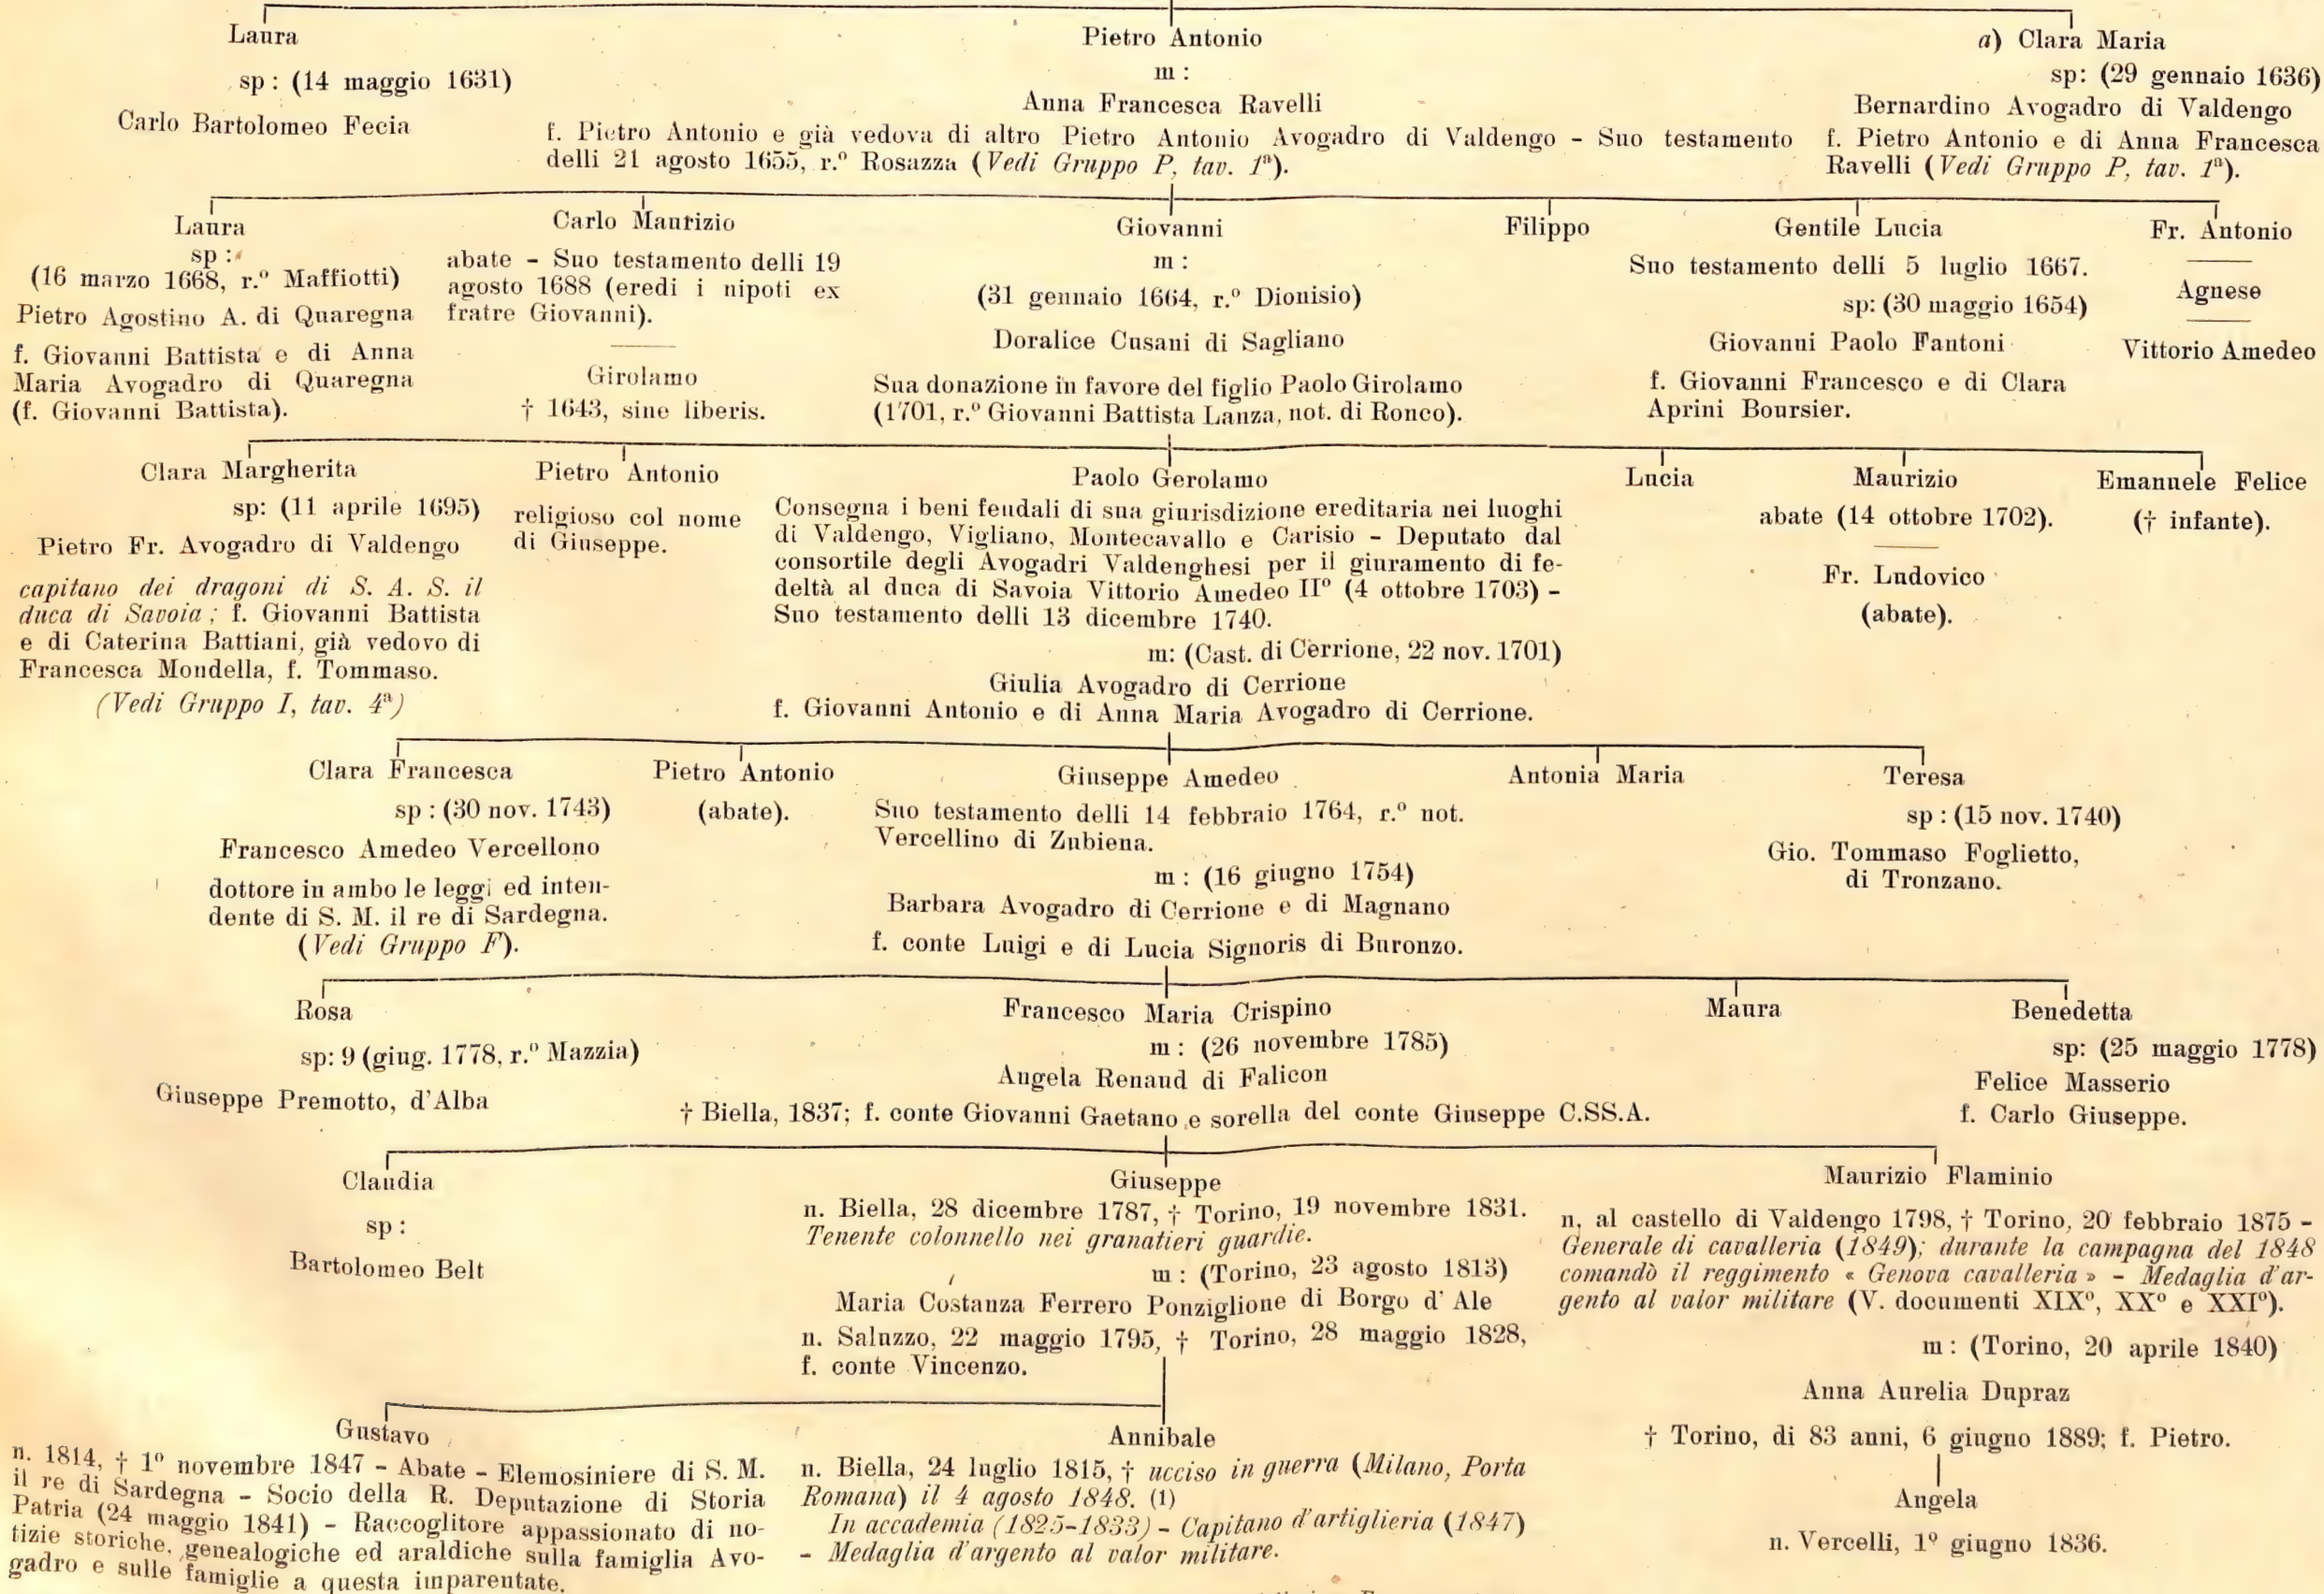 Laura
sp: (14 maggio 1631)
Carlo Bartolomeo Fecia
Pietro Antonio
m:
Anna Francesca Ravelli
f. Pietro Antonio e già vedova di altro Pietro Antonio Avogadro di Valdengo - Suo testamento
delli 21 agosto 1655, r.º Rosazza (Vedi Gruppo P, tav. 1ª).
a) Clara Maria
sp: (29 gennaio 1636)
Bernardino Avogadro di Valdengo
f. Pietro Antonio e di Anna Francesca
Ravelli (Vedi Gruppo P, tav. 1ª).
Laura
sp:
(16 marzo 1668, r.º Maffiotti)
Pietro Agostino A. di Quaregna
f. Giovanni Battista e di Anna
Maria Avogadro di Quaregna
(f. Giovanni Battista).
Carlo Maurizio
abate - Suo testamento delli 19
agosto 1688 (eredi i nipoti ex
fratre Giovanni).
Girolamo
† 1643, sine liberis.
Giovanni
m:
(31 gennaio 1664, r.º Dionisio)
Doralice Cusani di Sagliano
Sua donazione in favore del figlio Paolo Girolamo
(1701, r.º Giovanni Battista Lanza, not. di Ronco).
Filippo
Gentile Lucia
Suo testamento delli 5 luglio 1667.
sp: (30 maggio 1654)
Giovanni Paolo Fantoni
f. Giovanni Francesco e di Clara
Aprini Boursier.
Fr. Antonio
Agnese
Vittorio Amedeo
Clara Margherita
sp: (11 aprile 1695)
Pietro Fr. Avogadro di Valdengo
capitano dei dragoni di S. A. S. il
duca di Savoia; f. Giovanni Battista
e di Caterina Battiani, già vedovo di
Francesca Mondella, f. Tommaso.
(Vedi Gruppo I, tav. 4ª)
Pietro Antonio
religioso col nome
di Giuseppe.
Paolo Gerolamo
Consegna i beni feudali di sua giurisdizione ereditaria nei luoghi
di Valdengo, Vigliano, Montecavallo e Carisio - Deputato dal
consortile degli Avogadri Valdenghesi per il giuramento di fe-
deltà al duca di Savoia Vittorio Amedeo IIº (4 ottobre 1703) -
Suo testamento delli 13 dicembre 1740.
m: (Cast. di Cerrione, 22 nov. 1701)
Giulia Avogadro di Cerrione
f. Giovanni Antonio e di Anna Maria Avogadro di Cerrione.
Lucia
Maurizio
abate (14 ottobre 1702).
Fr. Ludovico
(abate).
Emanuele Felice
(† infante).
Clara Francesca
sp: (30 nov. 1743)
Francesco Amedeo Vercellono
dottore in ambo le leggi ed inten-
dente di S. M. il re di Sardegna.
(Vedi Gruppo F).
Pietro Antonio
(abate).
Giuseppe Amedeo
Suo testamento delli 14 febbraio 1764, r.º not.
Vercellino di Zubiena.
m: (16 giugno 1754)
Barbara Avogadro di Cerrione e di Magnano
f. conte Luigi e di Lucia Signoris di Buronzo.
Antonia Maria
Teresa
sp: (15 nov. 1740)
Gio. Tommaso Foglietto,
di Tronzano.
Rosa
sp: 9 (giug. 1778, r.º Mazzia)
Giuseppe Premotto, d'Alba
Francesco Maria Crispino
m: (26 novembre 1785)
Angela Renaud di Falicon
† Biella, 1837; f. conte Giovanni Gaetano e sorella del conte Giuseppe C.SS.A.
Maura
Benedetta
sp: (25 maggio 1778)
Felice Masserio
f. Carlo Giuseppe.
Claudia
sp:
Bartolomeo Belt
Giuseppe
n. Biella, 28 dicembre 1787, † Torino, 19 novembre 1831.
Tenente colonnello nei granatieri guardie.
m: (Torino, 23 agosto 1813)
Maria Costanza Ferrero Ponziglione di Borgo d'Ale
n. Saluzzo, 22 maggio 1795, † Torino, 28 maggio 1828,
f. conte Vincenzo.
Maurizio Flaminio
n. al castello di Valdengo 1798, † Torino, 20 febbraio 1875 -
Generale di cavalleria (1849); durante la campagna del 1848
comandò il reggimento « Genova cavalleria » - Medaglia d'ar-
gento al valor militare (V. documenti XIXº, XXº e XXIº).
m: (Torino, 20 aprile 1840)
Anna Aurelia Dupraz
† Torino, di 83 anni, 6 giugno 1889; f. Pietro.
Angela
n. Vercelli, 1º giugno 1836.
Gustavo
n. 1814, † 1º novembre 1847 - Abate - Elemosiniere di S. M.
il re di Sardegna - Socio della R. Deputazione di Storia
Patria (24 maggio 1841) - Raccoglitore appassionato di no-
tizie storiche, genealogiche ed araldiche sulla famiglia Avo-
gadro e sulle famiglie a questa imparentate.
Annibale
n. Biella, 24 luglio 1815, † ucciso in guerra (Milano, Porta
Romana) il 4 agosto 1848. (1)
In accademia (1825-1833) - Capitano d'artiglieria (1847)
- Medaglia d'argento al valor militare.